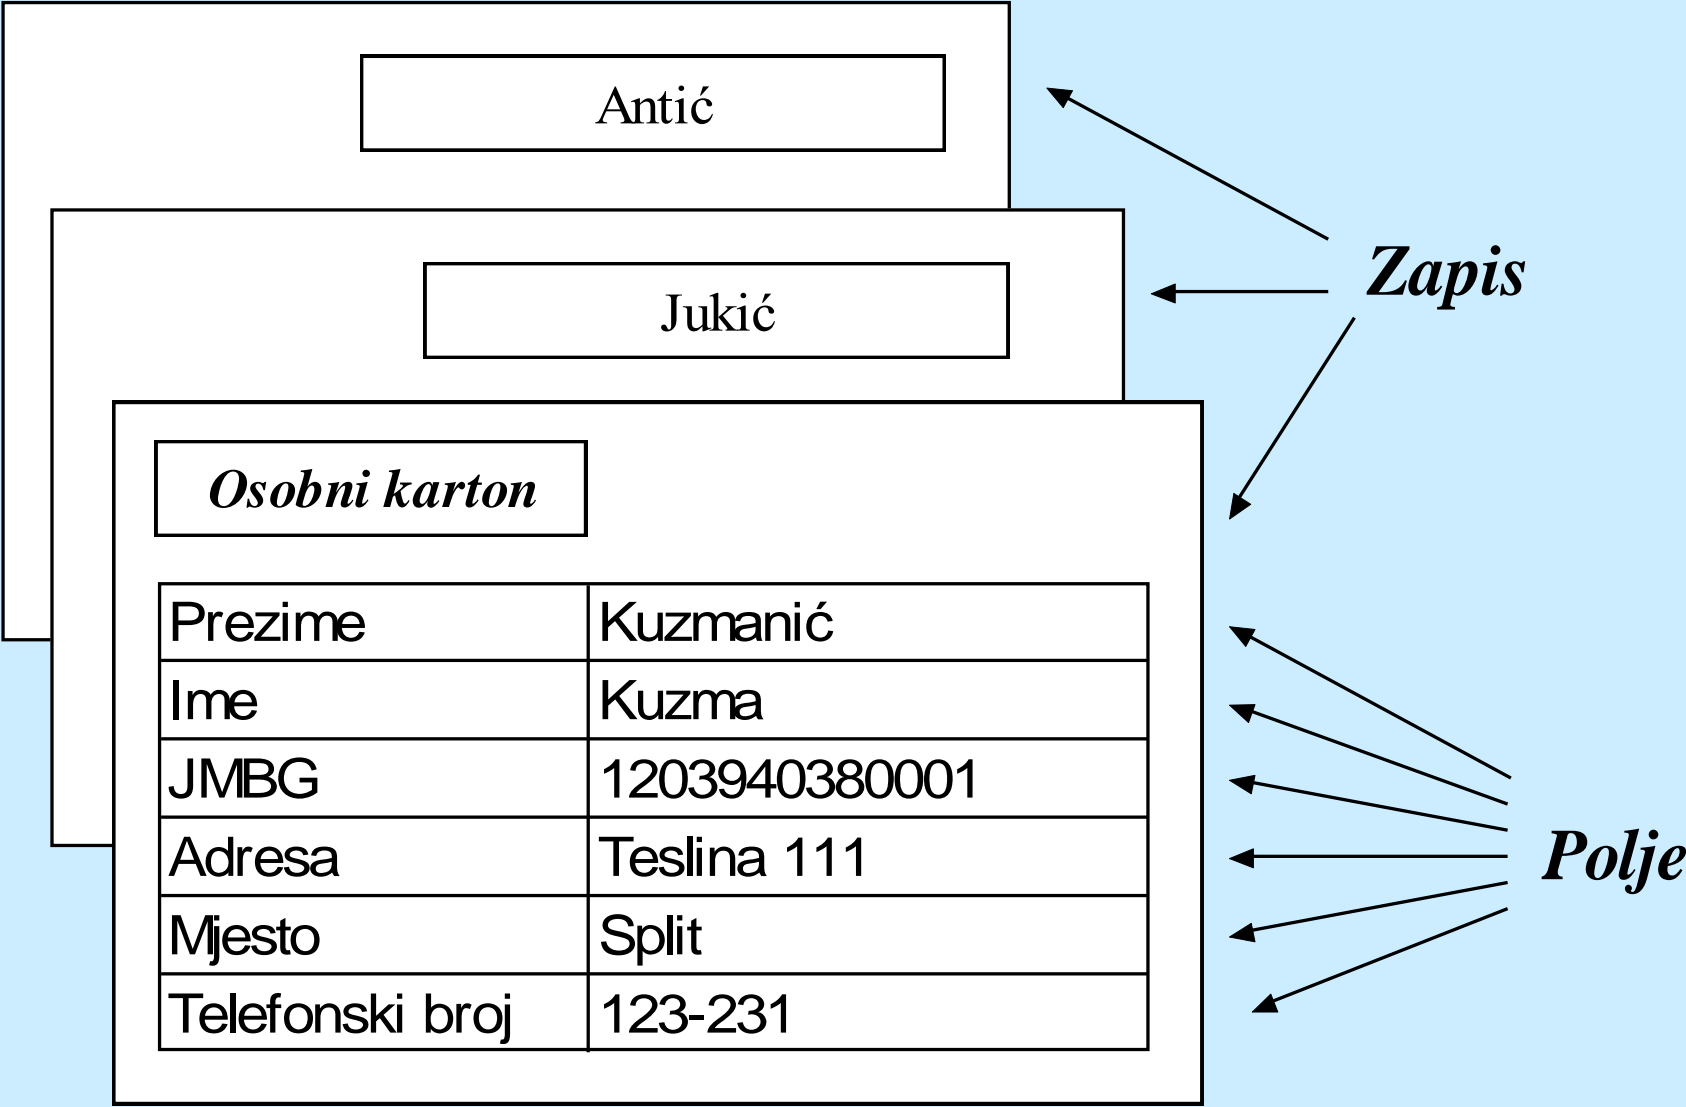 Antić
Jukić
Zapis
Osobni karton
Prezime Kuzmanić
Ime Kuzma
JMBG 1203940380001
Adresa Teslina 111
Mjesto Split
Telefonski broj 123-231
Polje